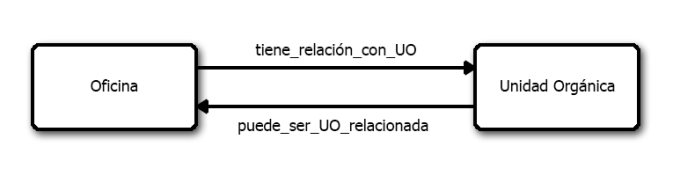 tiene_relación_con_UO
Oficina
Unidad Orgánica
puede_ser_UO_relacionada